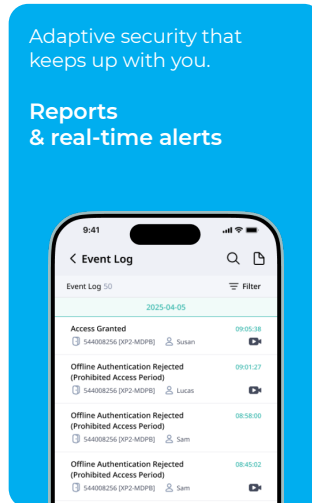 Adaptive security that
keeps up with you.
Reports
& real-time alerts
9:41
Event Log
Event Log 50
Filter
2025-04-05
Access Granted
09:05:38
544008256 [XP2-MDPB]
Susan
Offline Authentication Rejected
09:01:27
(Prohibited Access Period)
544008256 [XP2-MDPB]
Lucas
Offline Authentication Rejected
08:58:00
(Prohibited Access Period)
544008256 [XP2-MDPB]
Sam
Offline Authentication Rejected
08:45:02
(Prohibited Access Period)
544008256 [XP2-MDPB]
Sam